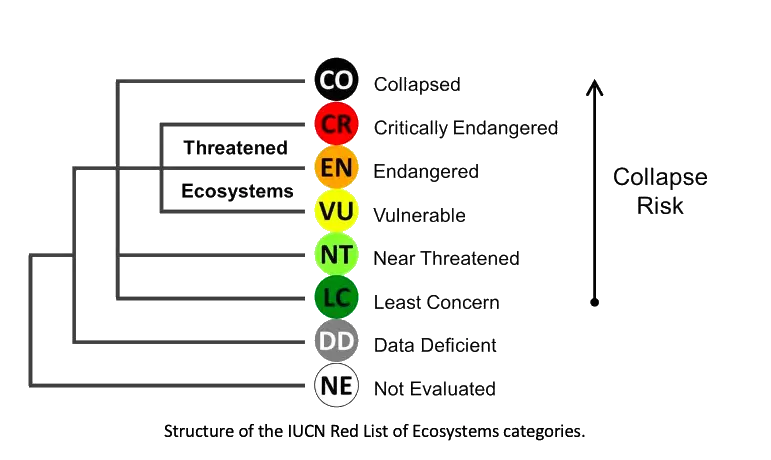 CO Collapsed
CR Critically Endangered
Threatened
EN Endangered
Ecosystems
VU Vulnerable
NT Near Threatened
LC Least Concern
DD Data Deficient
NE Not Evaluated
Collapse
Risk
Structure of the IUCN Red List of Ecosystems categories.